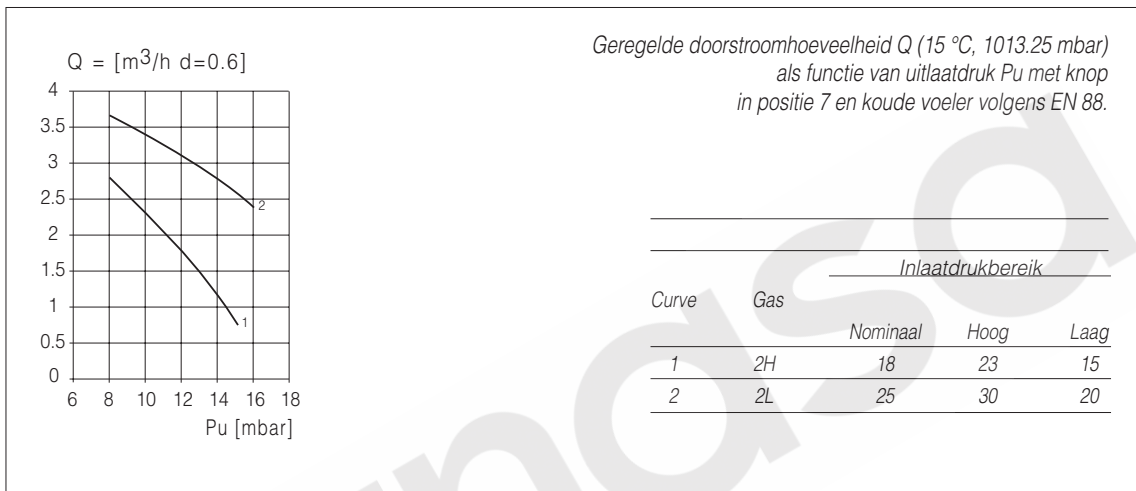 Q = [m3/h d=0.6]
4
3.5
3
2.5
2
1.5
1
0.5
0
6 8 10 12 14 16 18
Pu [mbar]
2
1
Geregelde doorstroomhoeveelheid Q (15 °C, 1013.25 mbar)
als functie van uitlaatdruk Pu met knop
in positie 7 en koude voeler volgens EN 88.
Inlaatdrukbereik
Curve Gas
Nominaal Hoog Laag
1 2H 18 23 15
2 2L 25 30 20